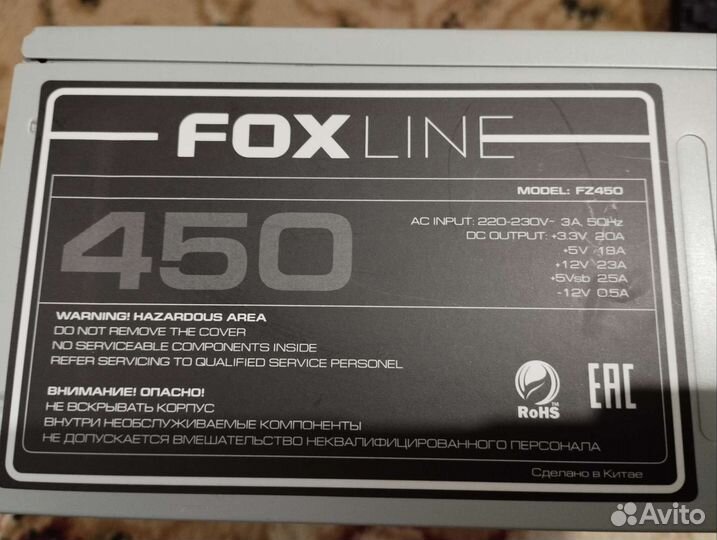 FOXLINE
MODEL: FZ450
450
AC INPUT: 220-230V~ 3A, 50Hz
DC OUTPUT: +3.3V 20A
+5V 18A
+12V 23A
+5Vsb 2.5A
-12V 0.5A
WARNING! HAZARDOUS AREA
DO NOT REMOVE THE COVER
NO SERVICEABLE COMPONENTS INSIDE
REFER SERVICING TO QUALIFIED SERVICE PERSONEL
ВНИМАНИЕ! ОПАСНО!
НЕ ВСКРЫВАТЬ КОРПУС
ВНУТРИ НЕОБСЛУЖИВАЕМЫЕ КОМПОНЕНТЫ
НЕ ДОПУСКАЕТСЯ ВМЕШАТЕЛЬСТВО НЕКВАЛИФИЦИРОВАННОГО ПЕРСОНАЛА
RoHS TM
EAC
Сделано в Китае
Avito